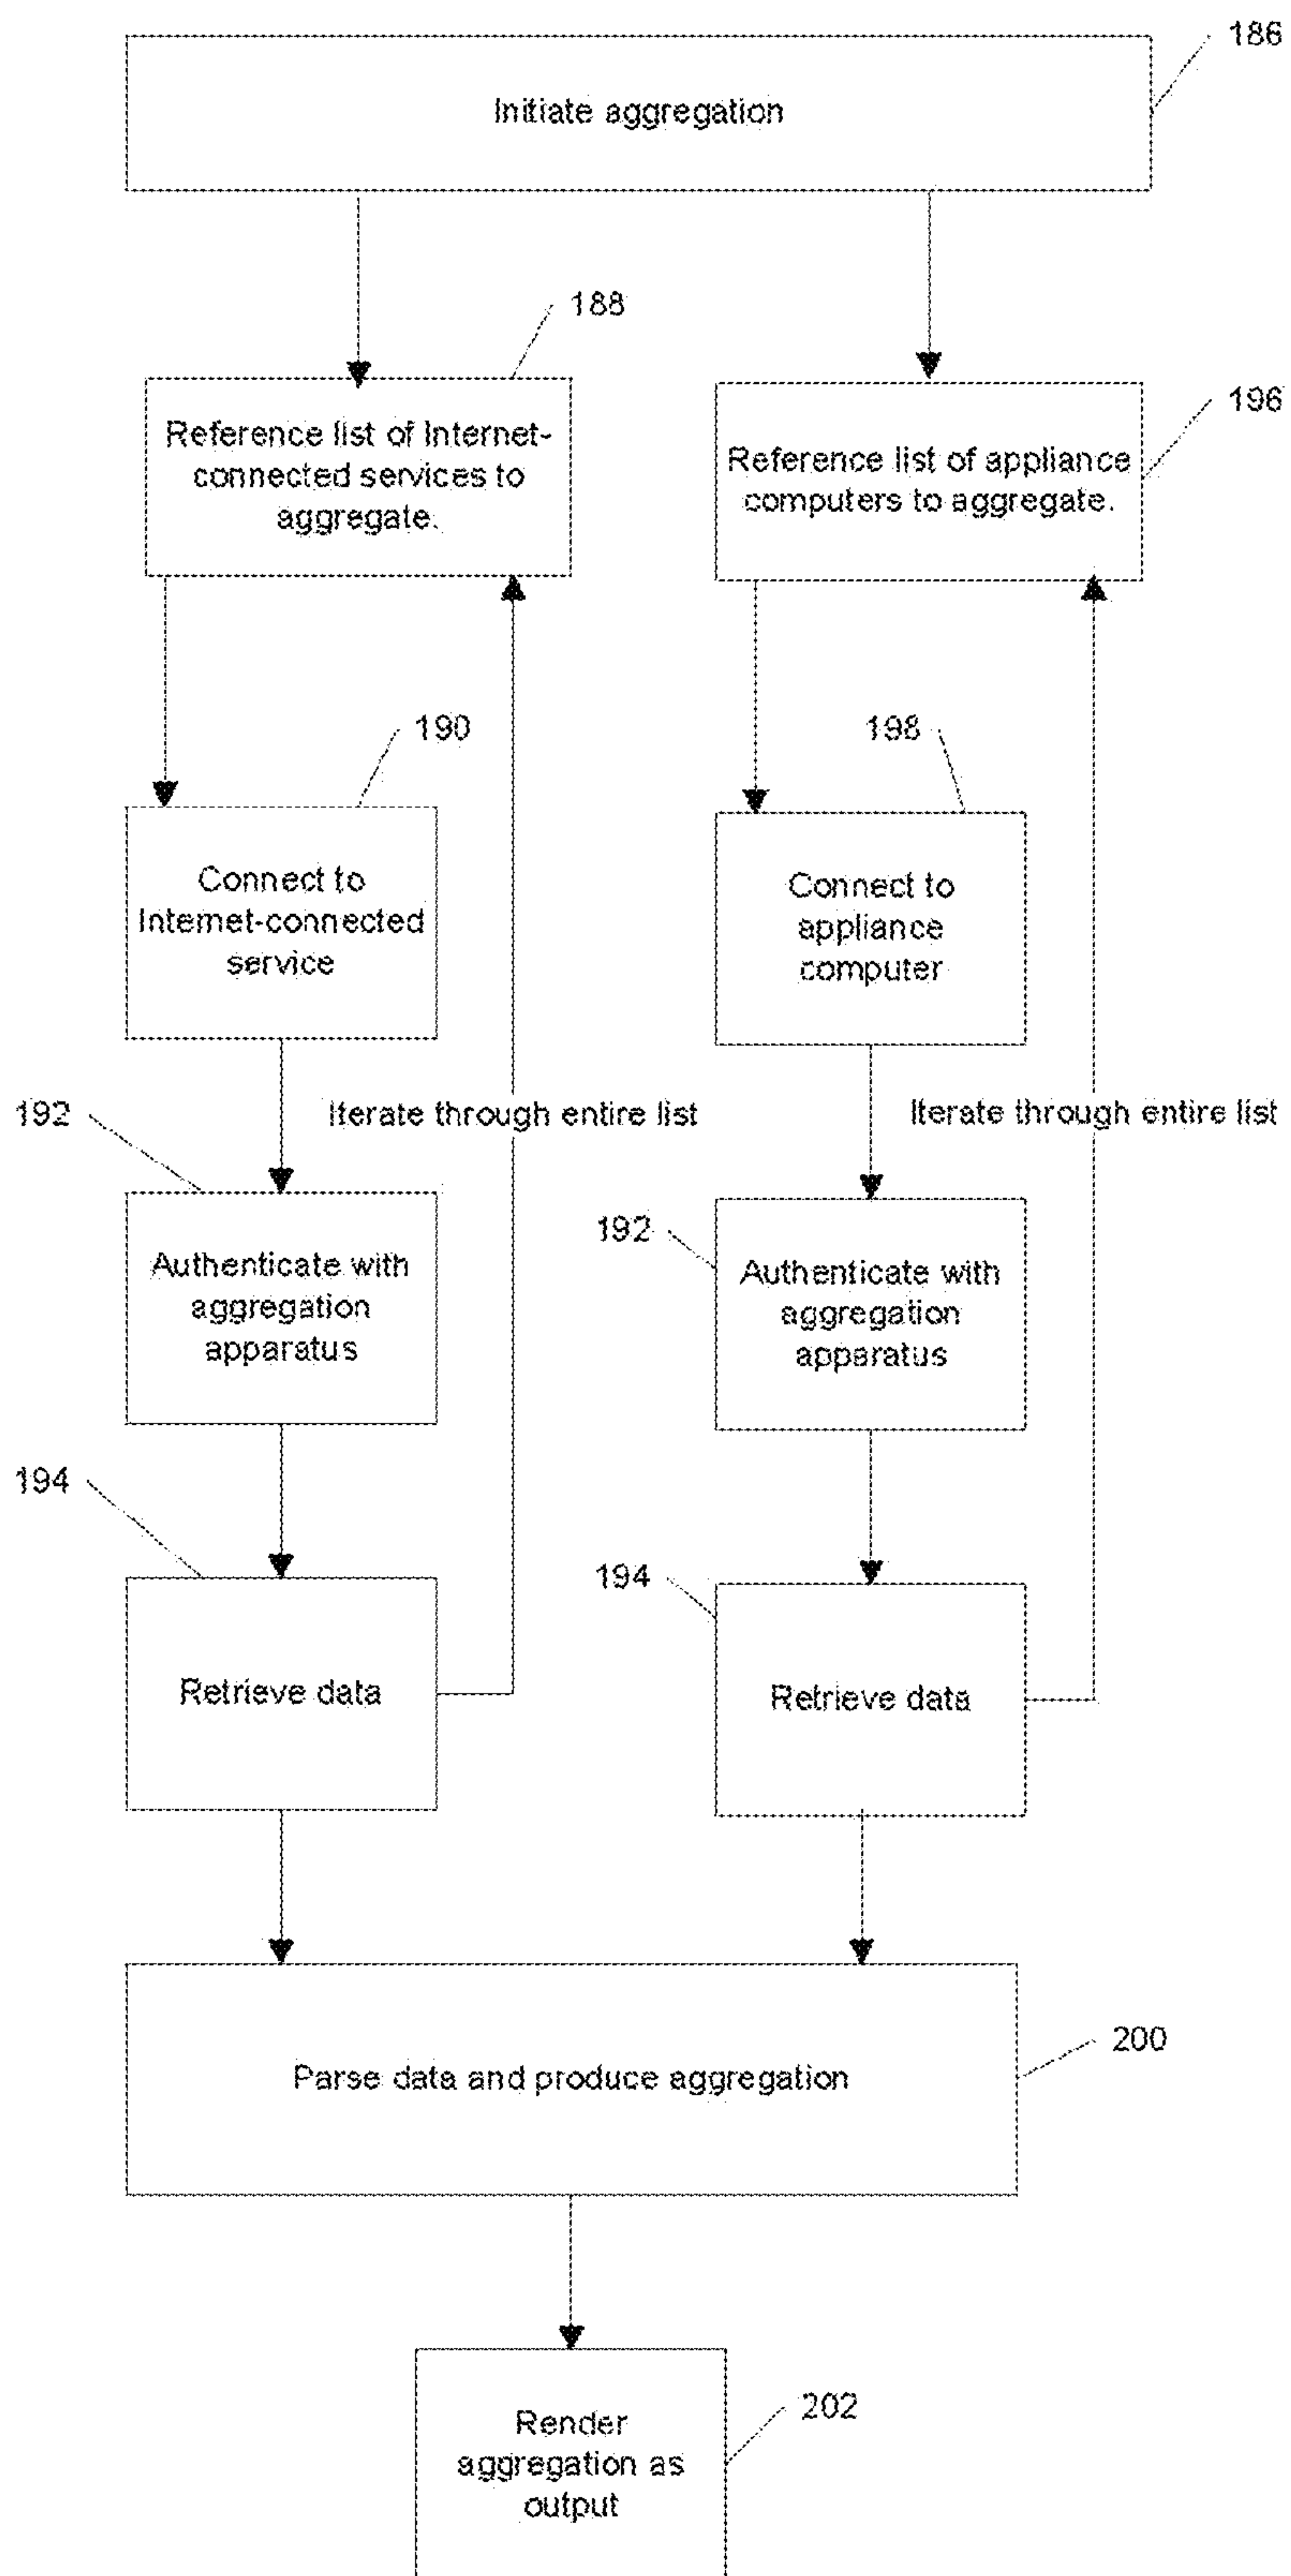 186
Initiate aggregation
188
196
Reference list of Internet-
connected services to
aggregate.
Reference list of appliance
computers to aggregate.
190
198
Connect to
Internet-connected
service
Connect to
appliance
computer
192
Iterate through entire list
Iterate through entire list
192
Authenticate with
aggregation
apparatus
Authenticate with
aggregation
apparatus
194
194
Retrieve data
Retrieve data
200
Parse data and produce aggregation
202
Render
aggregation as
output